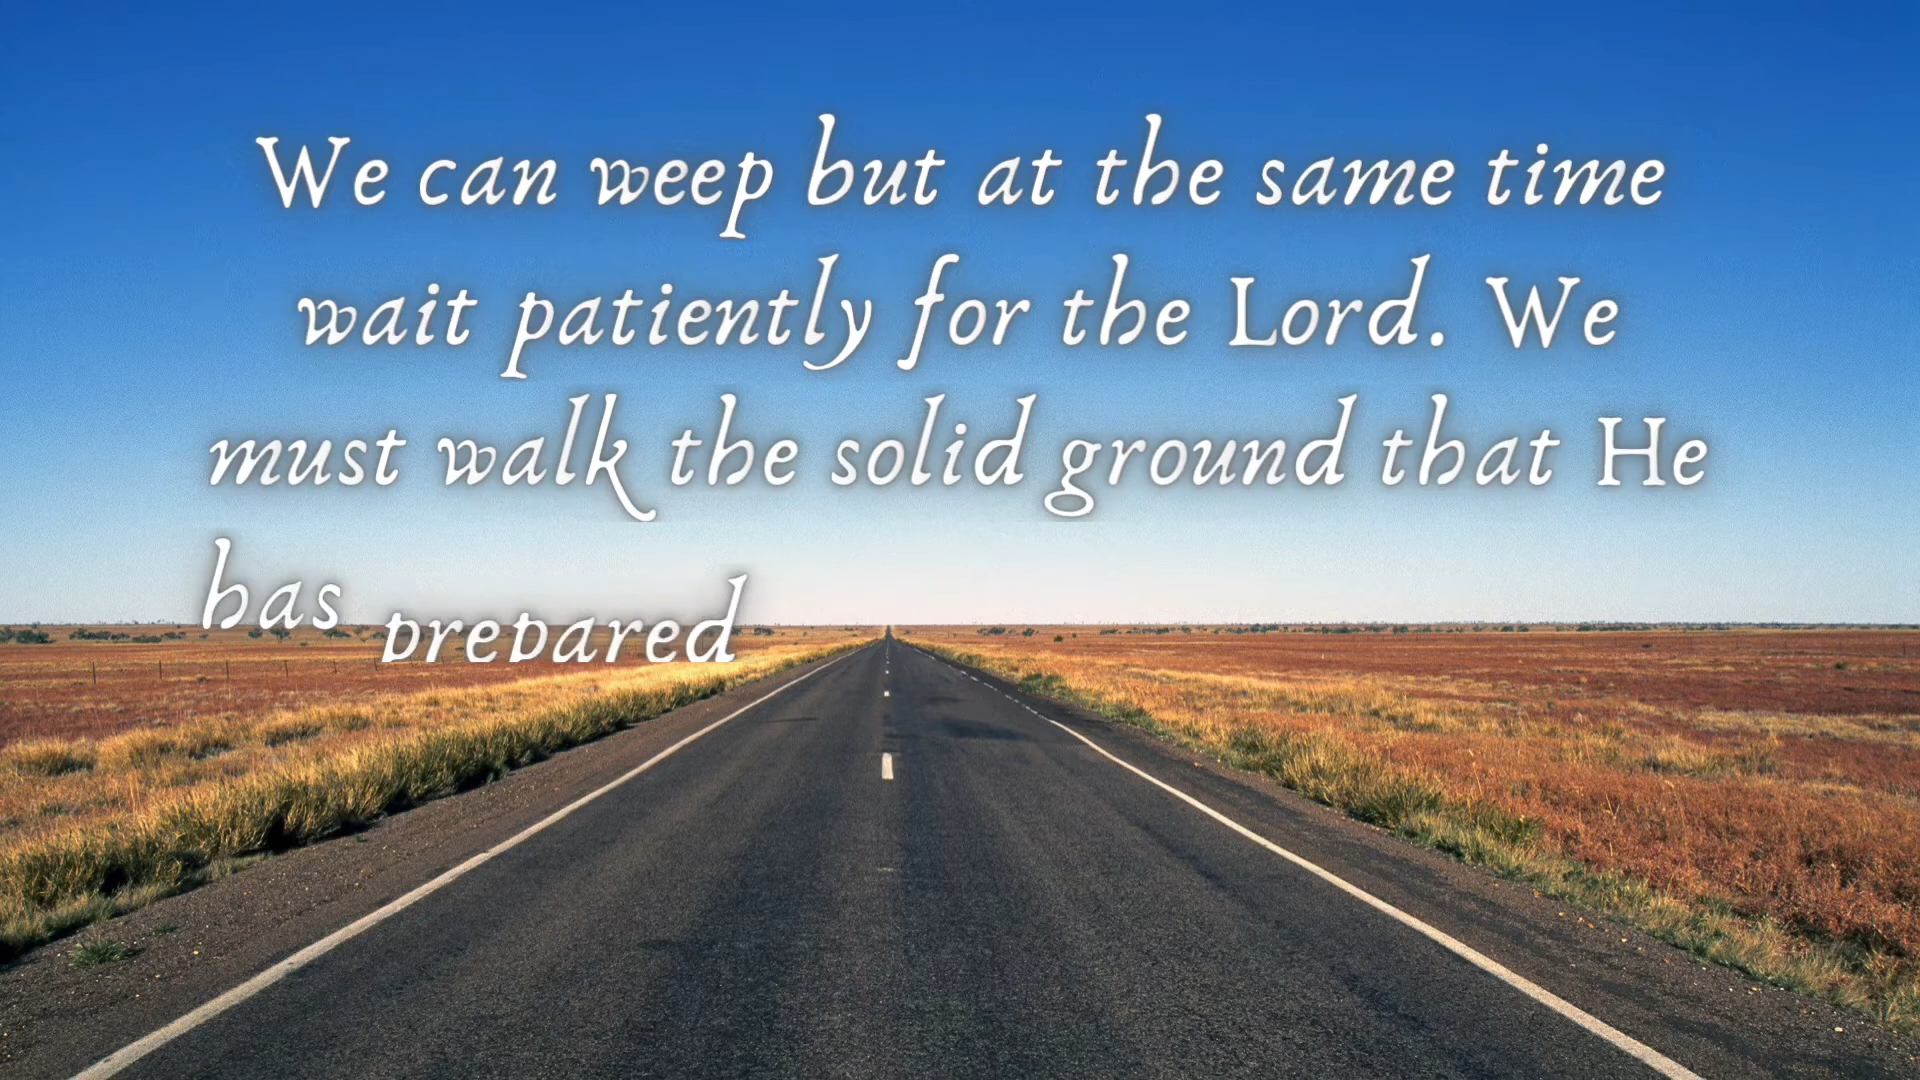 We can weep but at the same time
wait patiently for the Lord. We
must walk the solid ground that He
has prepared